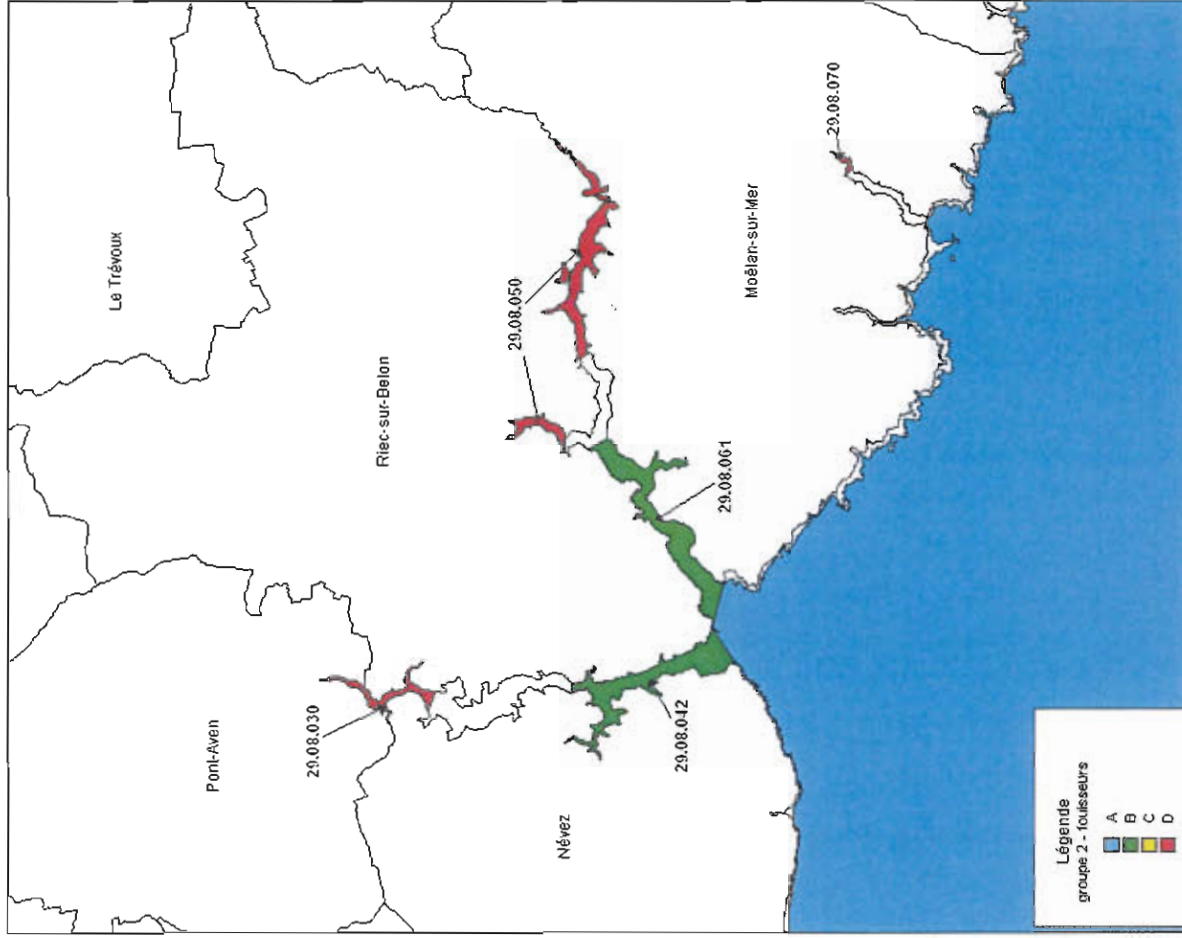 Le Trévoux
Pont-Aven
Riec-sur-Belon
29.08.050
29.08.030
29.08.070
Moëlan-sur-Mer
29.08.061
29.08.042
Névez
Légende
groupe 2 - fouisseurs
A
B
C
D